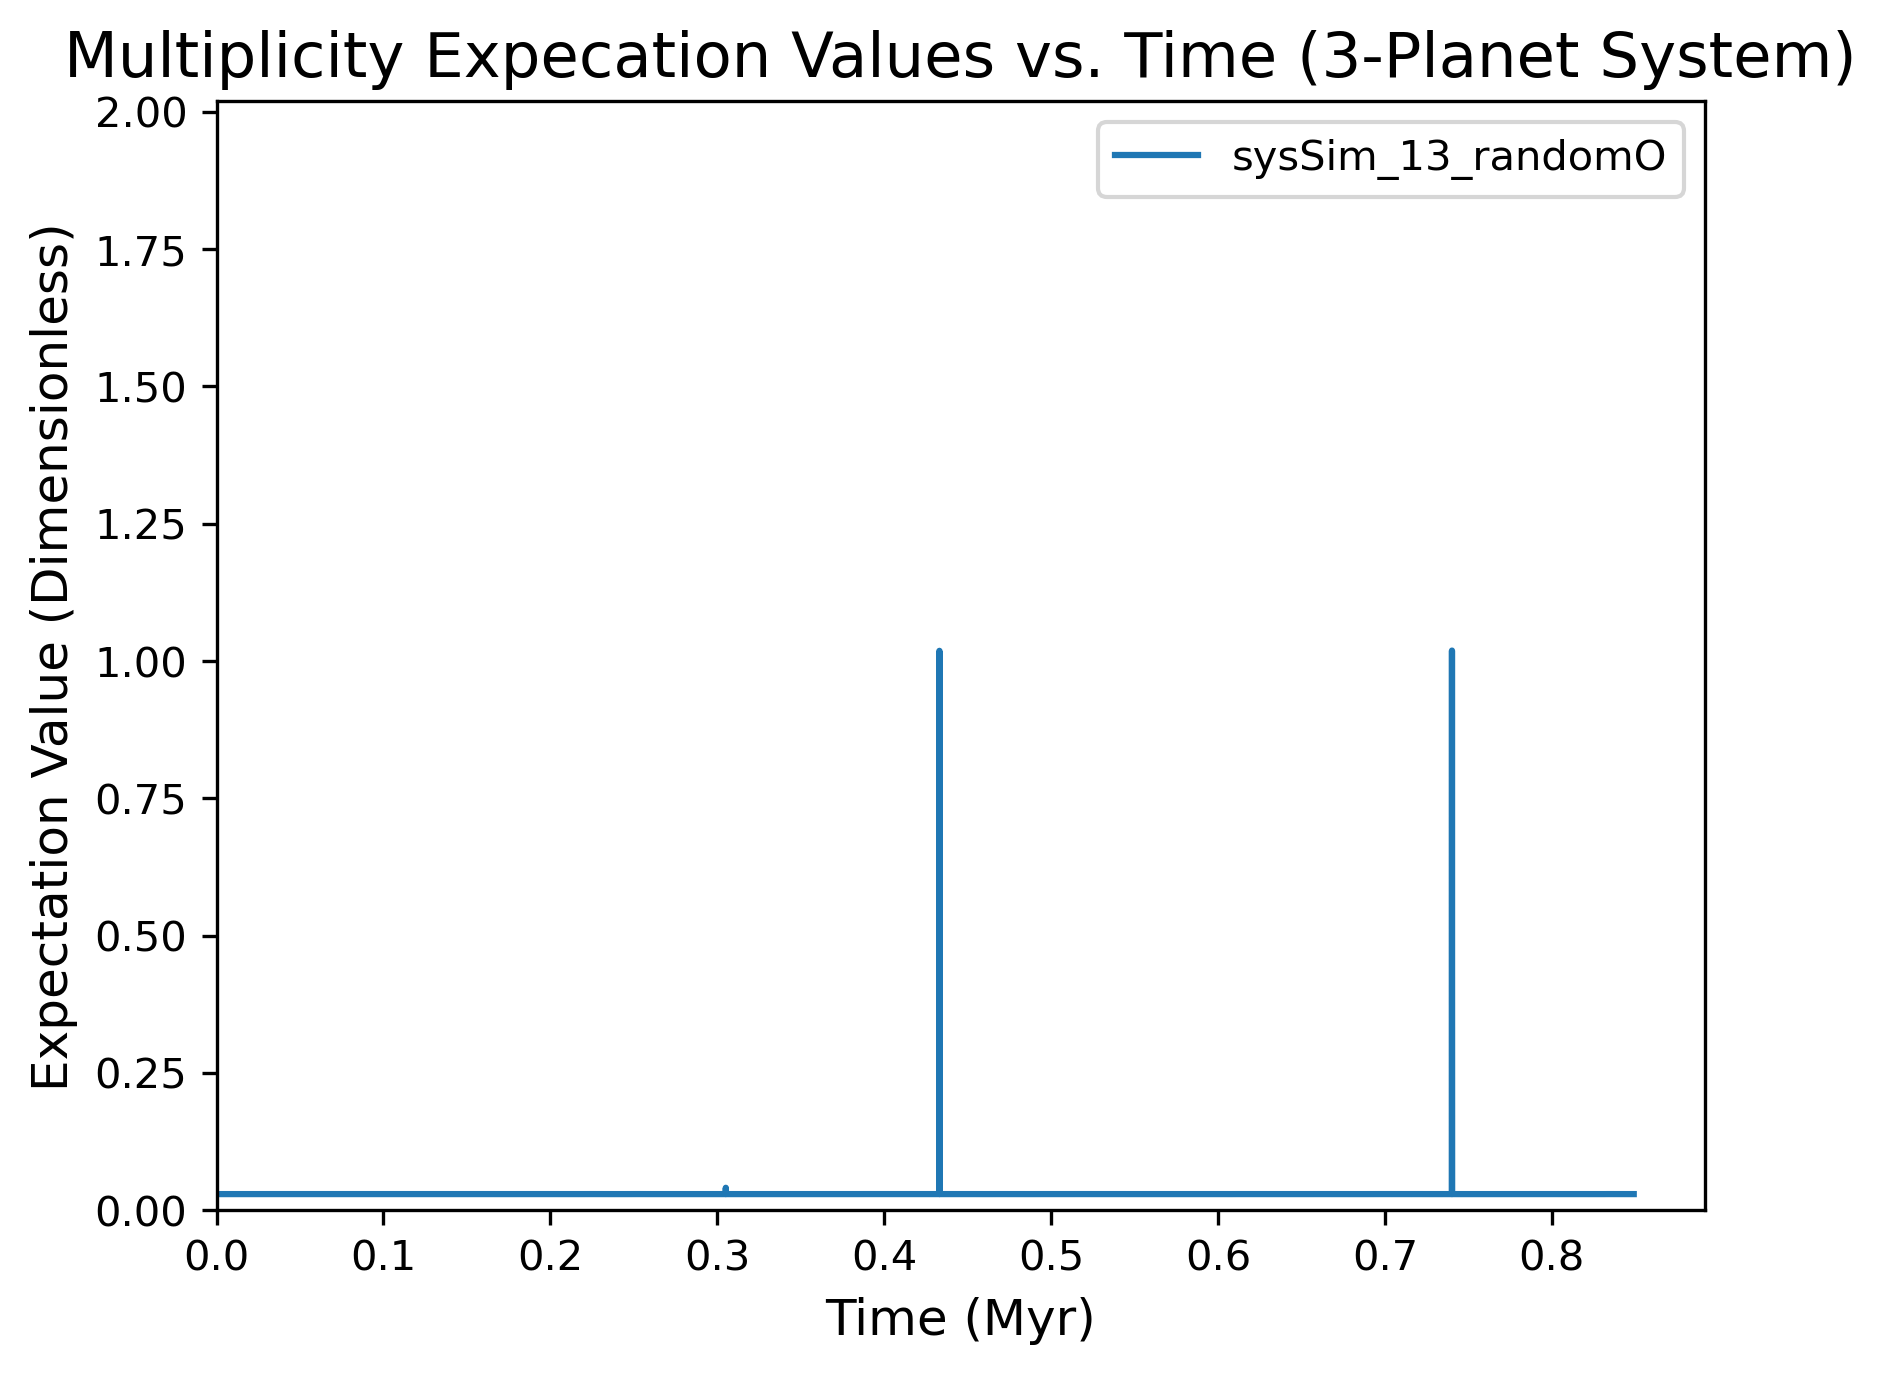 Multiplicity Expecation Values vs. Time (3-Planet System)
sysSim_13_randomO
Expectation Value (Dimensionless)
2.00
1.75
1.50
1.25
1.00
0.75
0.50
0.25
0.00
0.0 0.1 0.2 0.3 0.4 0.5 0.6 0.7 0.8
Time (Myr)